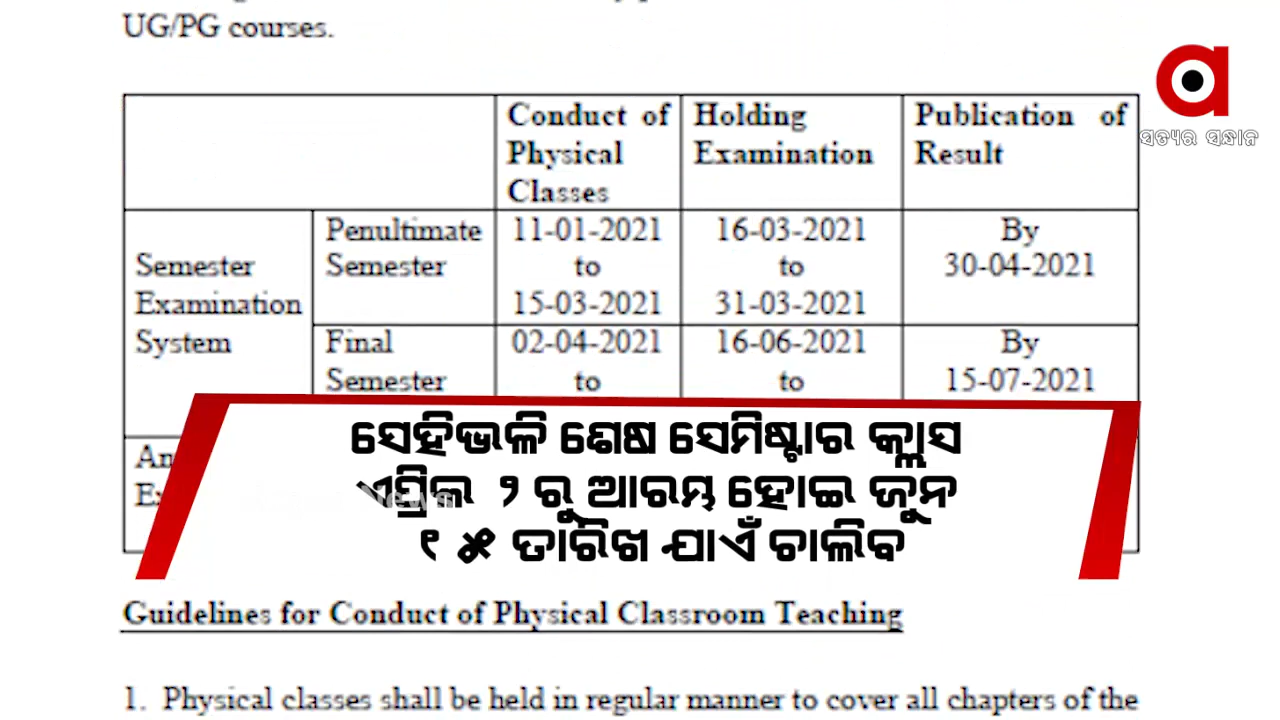 UG/PG courses.
Conduct of Physical Classes
Holding Examination
Publication of Result
Semester Examination System
Penultimate Semester
11-01-2021 to 15-03-2021
16-03-2021 to 31-03-2021
By 30-04-2021
Final Semester
02-04-2021 to
16-06-2021 to
By 15-07-2021
ସତ୍ୟର ସନ୍ଧାନ
ସେହିଭଳି ଶେଷ ସେମିଷ୍ଟାର କ୍ଲାସ
ଏପ୍ରିଲ ୨ ରୁ ଆରମ୍ଭ ହୋଇ ଜୁନ
୧୫ ତାରିଖ ଯାଏଁ ଚାଲିବ
News
Guidelines for Conduct of Physical Classroom Teaching
1. Physical classes shall be held in regular manner to cover all chapters of the